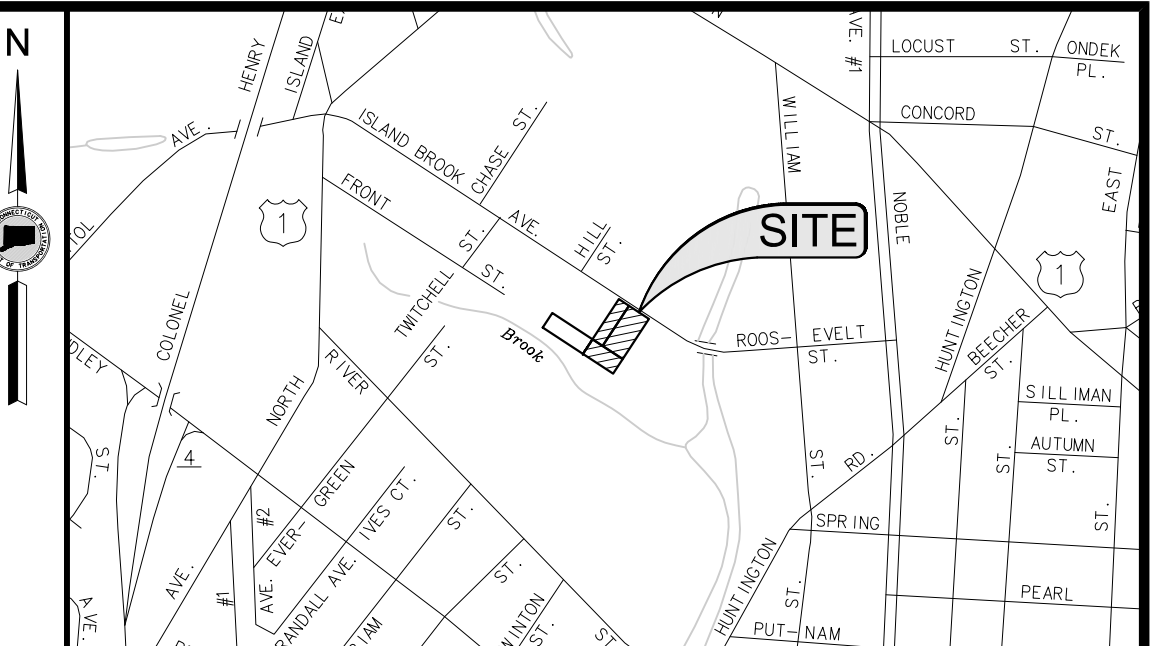 N
HENRY
ISLAND
AVE. #1
LOCUST ST.
ONDEK
PL.
AVE.
ISLAND BROOK
AVE.
CHASE ST.
WILLIAM
CONCORD
ST.
FRONT
ST.
1
HILL
ST.
SITE
NOBLE
EAST
1
TWITCHELL
ST.
ST.
Brook
COLONEL
ROOS- EVELT
ST.
HUNTINGTON
BEECHER
ST.
RIVER
NORTH
AVE.
SILLIMAN
PL.
AUTUMN
ST.
ST.
ST.
ST.
ST.
4
ST.
RD.
#2
AVE.
EVER- GREEN
IVES CT.
ST.
SPRING
HUNTINGTON
ST.
#1
RANDALL AVE.
ST.
ST.
ST.
PEARL
PUT-NAM
AVE.